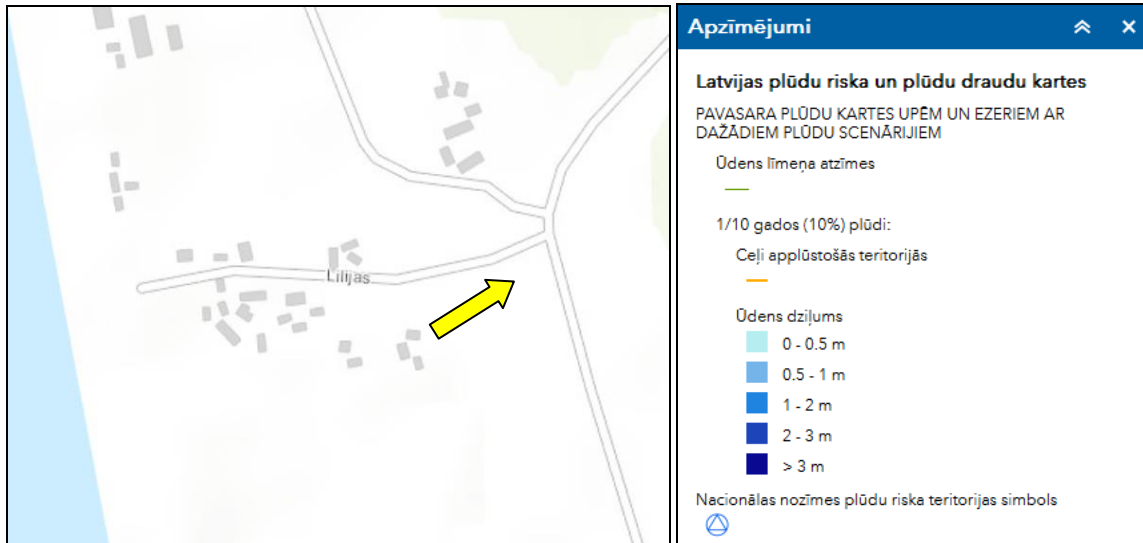 Lilijas
Apzīmējumi
Latvijas plūdu riska un plūdu draudu kartes
PAVASARA PLŪDU KARTES UPĒM UN EZERIEM AR
DAŽĀDIEM PLŪDU SCENĀRIJIEM
Ūdens līmeņa atzīmes
1/10 gados (10%) plūdi:
Ceļi applūstošās teritorijās
Ūdens dziļums
0 - 0.5 m
0.5 - 1 m
1 - 2 m
2 - 3 m
> 3 m
Nacionālas nozīmes plūdu riska teritorijas simbols